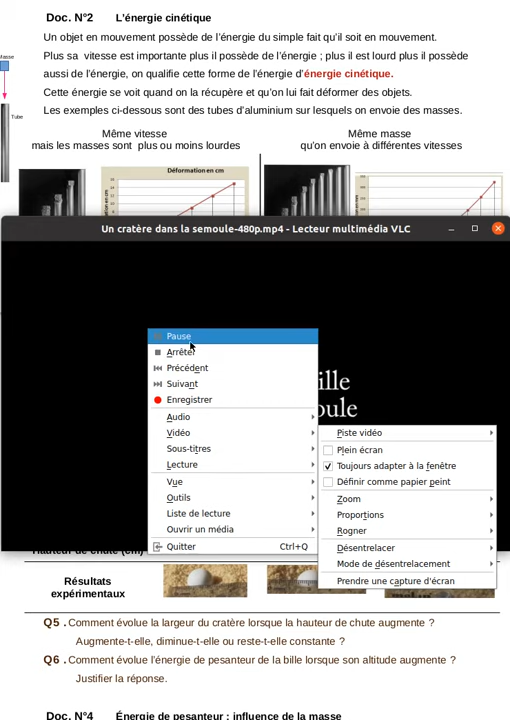 Doc. N°2 L'énergie cinétique
Un objet en mouvement possède de l'énergie du simple fait qu'il soit en mouvement.
Plus sa vitesse est importante plus il possède de l'énergie ; plus il est lourd plus il possède
Masse
aussi de l'énergie, on qualifie cette forme de l'énergie d'énergie cinétique.
Cette énergie se voit quand on la récupère et qu'on lui fait déformer des objets.
Les exemples ci-dessous sont des tubes d'aluminium sur lesquels on envoie des masses.
Tube
Même vitesse
mais les masses sont plus ou moins lourdes
Même masse
qu'on envoie à différentes vitesses
Déformation en cm
Un cratère dans la semoule-480p.mp4 - Lecteur multimédia VLC
Pause
Arrêter
Précédent
Suivant
Enregistrer
Audio
Vidéo
Sous-titres
Lecture
Vue
Outils
Liste de lecture
Ouvrir un média
Quitter Ctrl+Q
ille
oule
Piste vidéo
Plein écran
Toujours adapter à la fenêtre
Définir comme papier peint
Zoom
Proportions
Rogner
Désentrelacer
Mode de désentrelacement
Prendre une capture d'écran
Hauteur de chute (cm)
Résultats
expérimentaux
Q5 . Comment évolue la largeur du cratère lorsque la hauteur de chute augmente ?
Augmente-t-elle, diminue-t-elle ou reste-t-elle constante ?
Q6 . Comment évolue l'énergie de pesanteur de la bille lorsque son altitude augmente ?
Justifier la réponse.
Doc. N°4 Énergie de pesanteur : influence de la masse